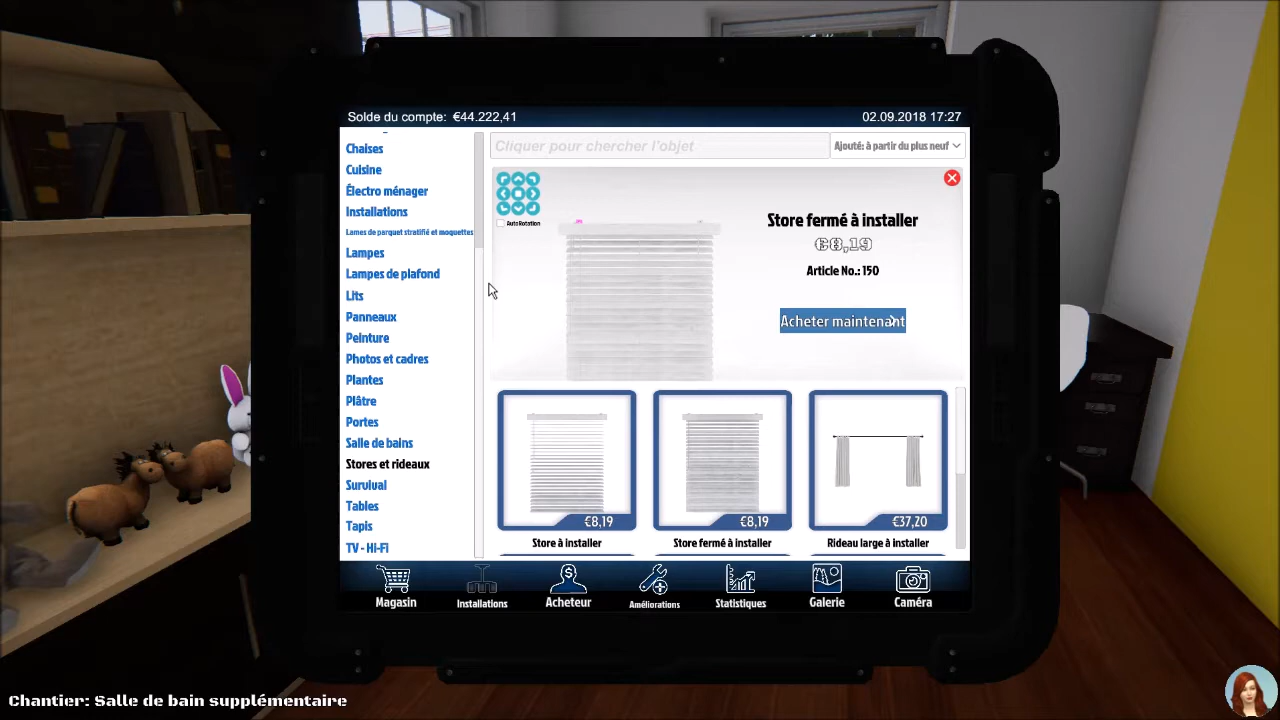 Solde du compte: €44.222,41
02.09.2018 17:27
Chaises
Cuisine
Électro ménager
Installations
Lames de parquet stratifié et moquettes
Lampes
Lampes de plafond
Lits
Panneaux
Peinture
Photos et cadres
Plantes
Plâtre
Portes
Salle de bains
Stores et rideaux
Survival
Tables
Tapis
TV - HI-FI
Cliquer pour chercher l'objet
Ajouté: à partir du plus neuf
Auto Rotation
Store fermé à installer
€8,19
Article No.: 150
Acheter maintenant
€8,19
€8,19
€37,20
Store à installer
Store fermé à installer
Rideau large à installer
Magasin
Installations
Acheteur
Améliorations
Statistiques
Galerie
Caméra
Chantier: Salle de bain supplémentaire